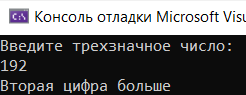 Консоль отладки Microsoft Visu
Введите трехзначное число:
192
Вторая цифра больше